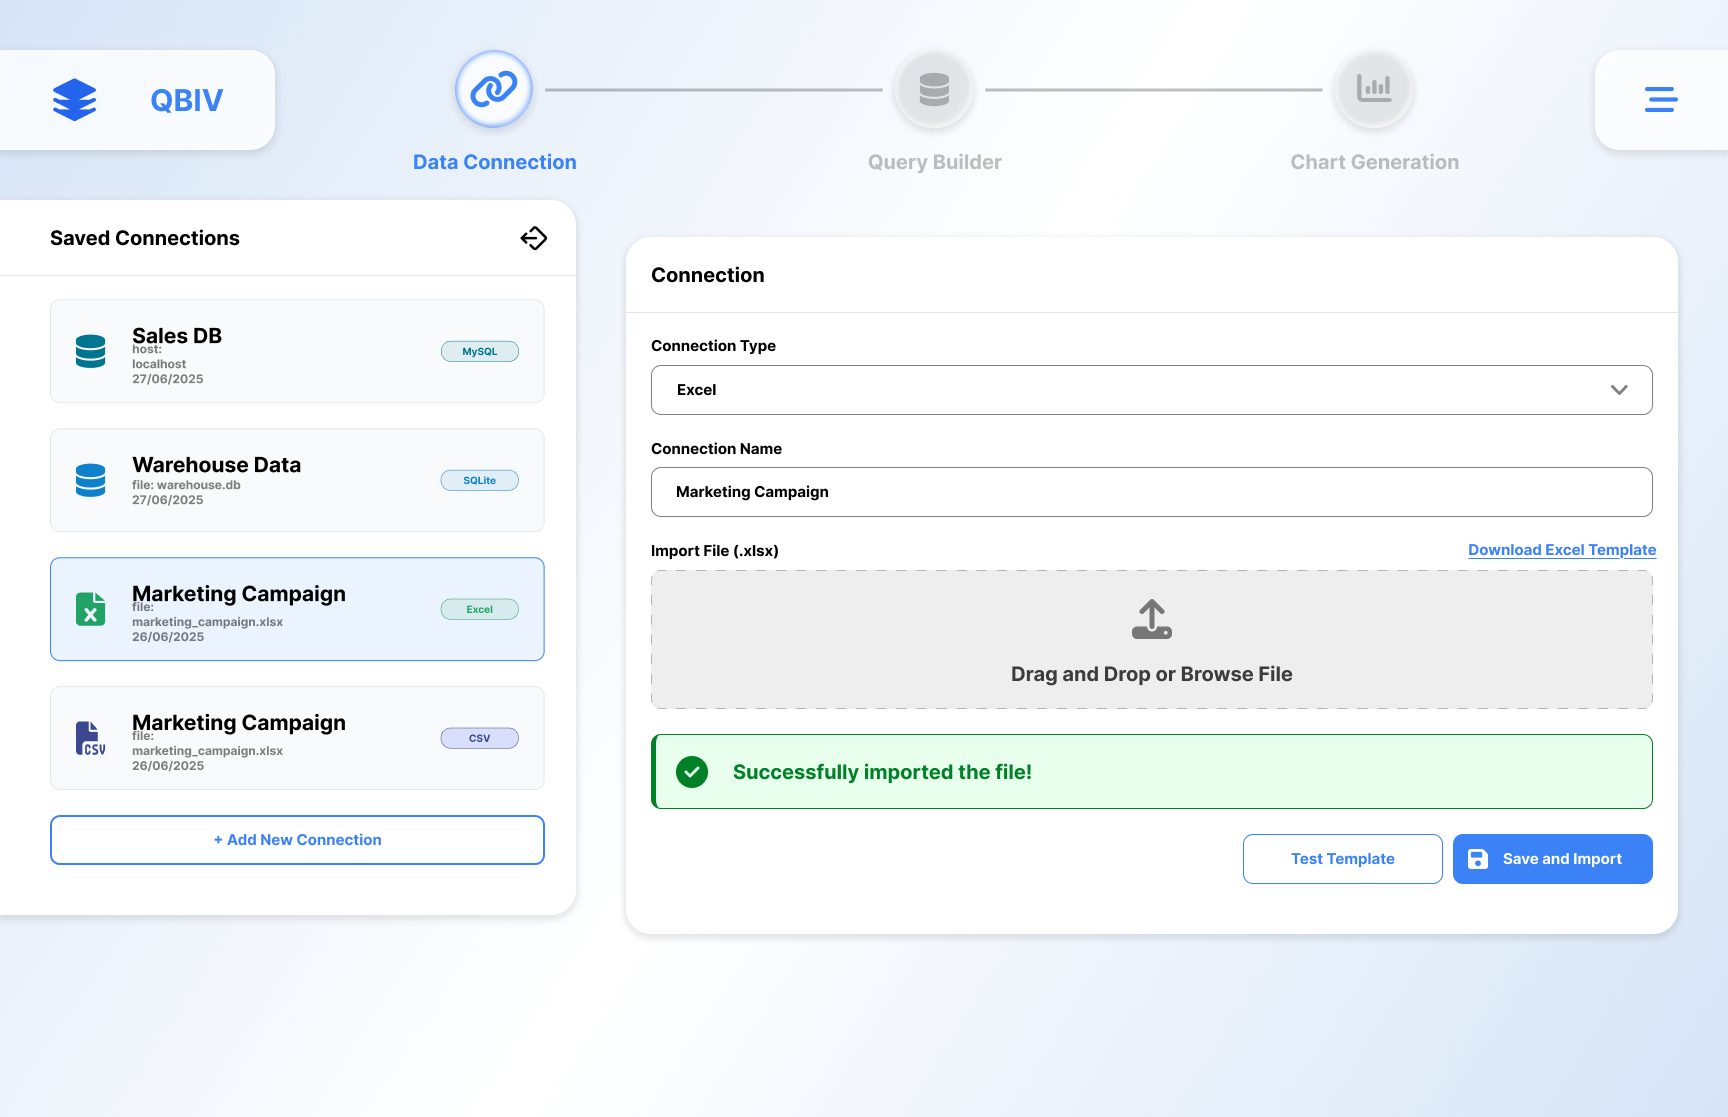 QBIV
Data Connection
Query Builder
Chart Generation
Saved Connections
Sales DB
host:
localhost
27/06/2025
MySQL
Warehouse Data
file: warehouse.db
27/06/2025
SQLite
Marketing Campaign
file:
marketing_campaign.xlsx
26/06/2025
Excel
Marketing Campaign
file:
marketing_campaign.xlsx
26/06/2025
CSV
CSV
+ Add New Connection
Connection
Connection Type
Excel
Connection Name
Marketing Campaign
Import File (.xlsx)
Download Excel Template
Drag and Drop or Browse File
Successfully imported the file!
Test Template
Save and Import